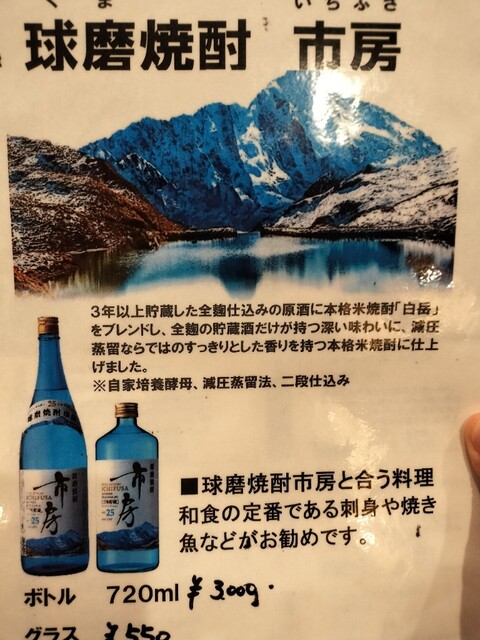 くま いちふさ
球磨焼酎 市房
3年以上貯蔵した全麹仕込みの原酒に本格米焼酎「白岳」
をブレンドし、全麹の貯蔵酒だけが持つ深い味わいに、減圧
蒸留ならではのすっきりとした香りを持つ本格米焼酎に仕上
げました。
※自家培養酵母、減圧蒸留法、二段仕込み
市房
ICHIFUSA
25
市房
25
■球磨焼酎市房と合う料理
和食の定番である刺身や焼き
魚などがお勧めです。
ボトル 720ml ¥3,000.
グラス ¥550